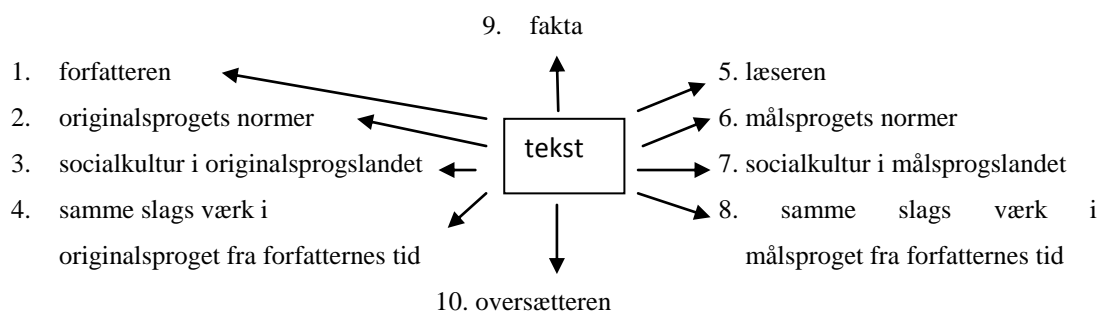 9. fakta
1. forfatteren
2. originalsprogets normer
3. socialkultur i originalsprogslandet
4. samme slags værk i
originalsproget fra forfatternes tid
tekst
5. læseren
6. målsprogets normer
7. socialkultur i målsprogslandet
8. samme slags værk i
målsproget fra forfatternes tid
10. oversætteren